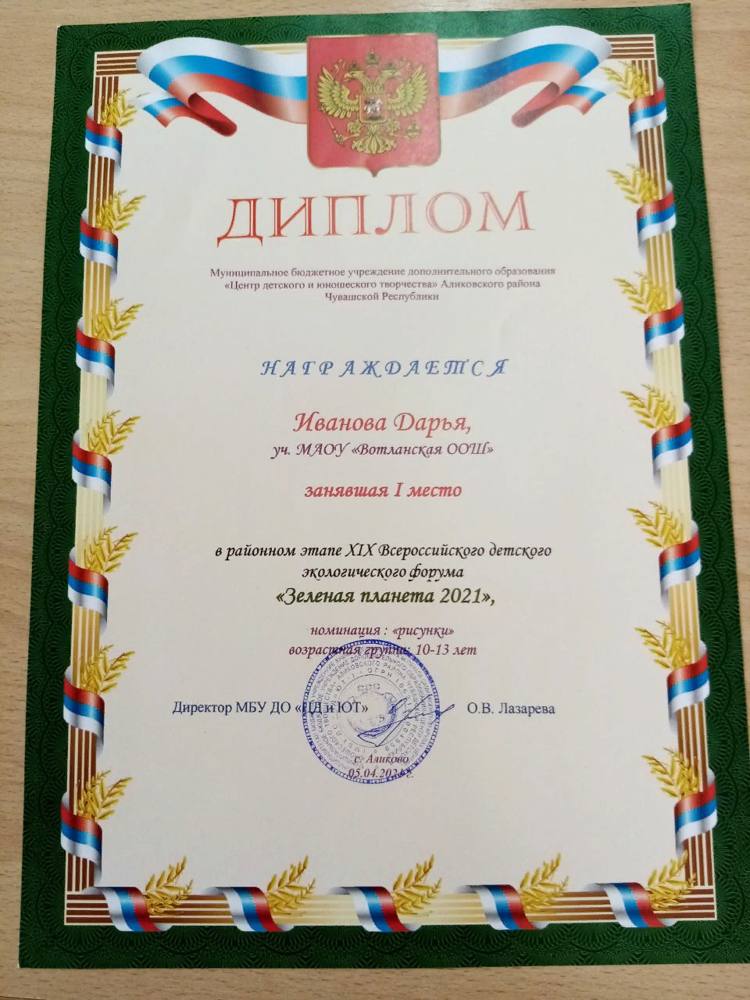 ДИПЛОМ
Муниципальное бюджетное учреждение дополнительного образования
«Центр детского и юношеского творчества» Аликовского района
Чувашской Республики
НАГРАЖДАЕТСЯ
Иванова Дарья,
уч. МАОУ «Вотланская ООШ»
занявшая I место
в районном этапе XIX Всероссийского детского
экологического форума
«Зеленая планета 2021»,
номинация : «рисунки»
возрастная группа: 10-13 лет
Директор МБУ ДО «ЦД и ЮТ» О.В. Лазарева
с. Аликово
05.04.2021 г.